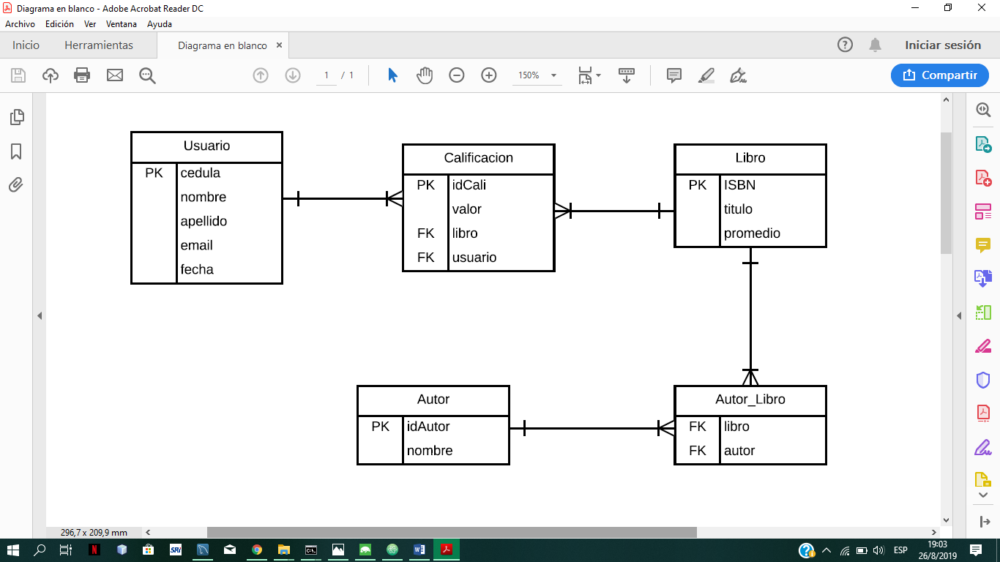 Diagrama en blanco - Adobe Acrobat Reader DC
Archivo Edición Ver Ventana Ayuda
Inicio Herramientas Diagrama en blanco × Iniciar sesión
1 / 1 150% Compartir
Usuario
PK cedula
nombre
apellido
email
fecha
Calificacion
PK idCali
valor
FK libro
FK usuario
Libro
PK ISBN
titulo
promedio
Autor
PK idAutor
nombre
Autor_Libro
FK libro
FK autor
296,7 x 209,9 mm
N SRi C:\_ W ESP 19:03
26/8/2019